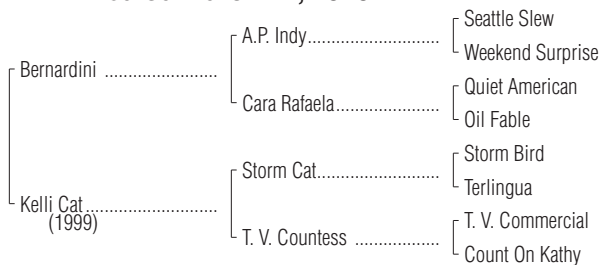 Seattle Slew
A.P. Indy
Weekend Surprise
Bernardini
Quiet American
Cara Rafaela
Oil Fable
Storm Bird
Storm Cat
Terlingua
Kelli Cat
(1999)
T. V. Commercial
T. V. Countess
Count On Kathy